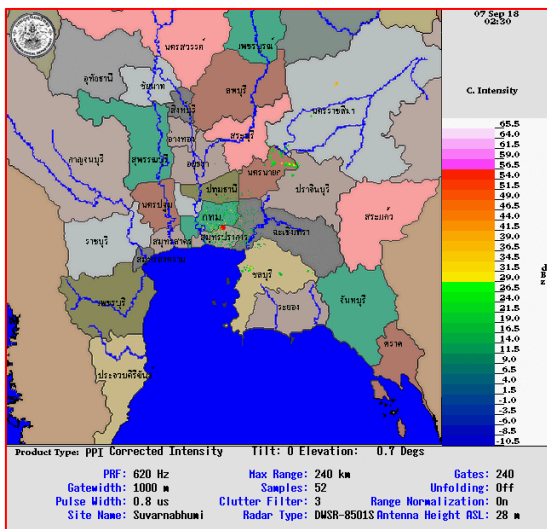 07 Sep 18
02:30
C. Intensity
นครสวรรค์
เพชรบูรณ์
อุทัยธานี
ชัยนาท
ลพบุรี
สิงห์บุรี
นครราชสีมา
อ่างทอง
สระบุรี
กาญจนบุรี
สุพรรณบุรี
อยุธยา
นครนายก
ปทุมธานี
ปราจีนบุรี
นครปฐม
กทม.
สระแก้ว
ราชบุรี
สมุทรสาคร
สมุทรปราการ
ฉะเชิงเทรา
ชลบุรี
เพชรบุรี
ระยอง
จันทบุรี
ตราด
ประจวบคีรีขันธ์
65.5
64.0
61.5
59.0
56.5
54.0
51.5
49.0
46.5
44.0
41.5
39.0
36.5
34.0
31.5
29.0
26.5
24.0
21.5
19.0
16.5
14.0
11.5
9.0
6.5
4.0
1.5
-1.0
-3.5
-6.0
-8.5
-10.5
Product Type: PPI Corrected Intensity Tilt: 0 Elevation: 0.7 Degs
PRF: 620 Hz Max Range: 240 km Gates: 240
Gatewidth: 1000 m Samples: 52 Unfolding: Off
Pulse Width: 0.8 us Clutter Filter: 3 Range Normalization: On
Site Name: Suvarnabhumi Radar Type: DWSR-8501S Antenna Height ASL: 28 m